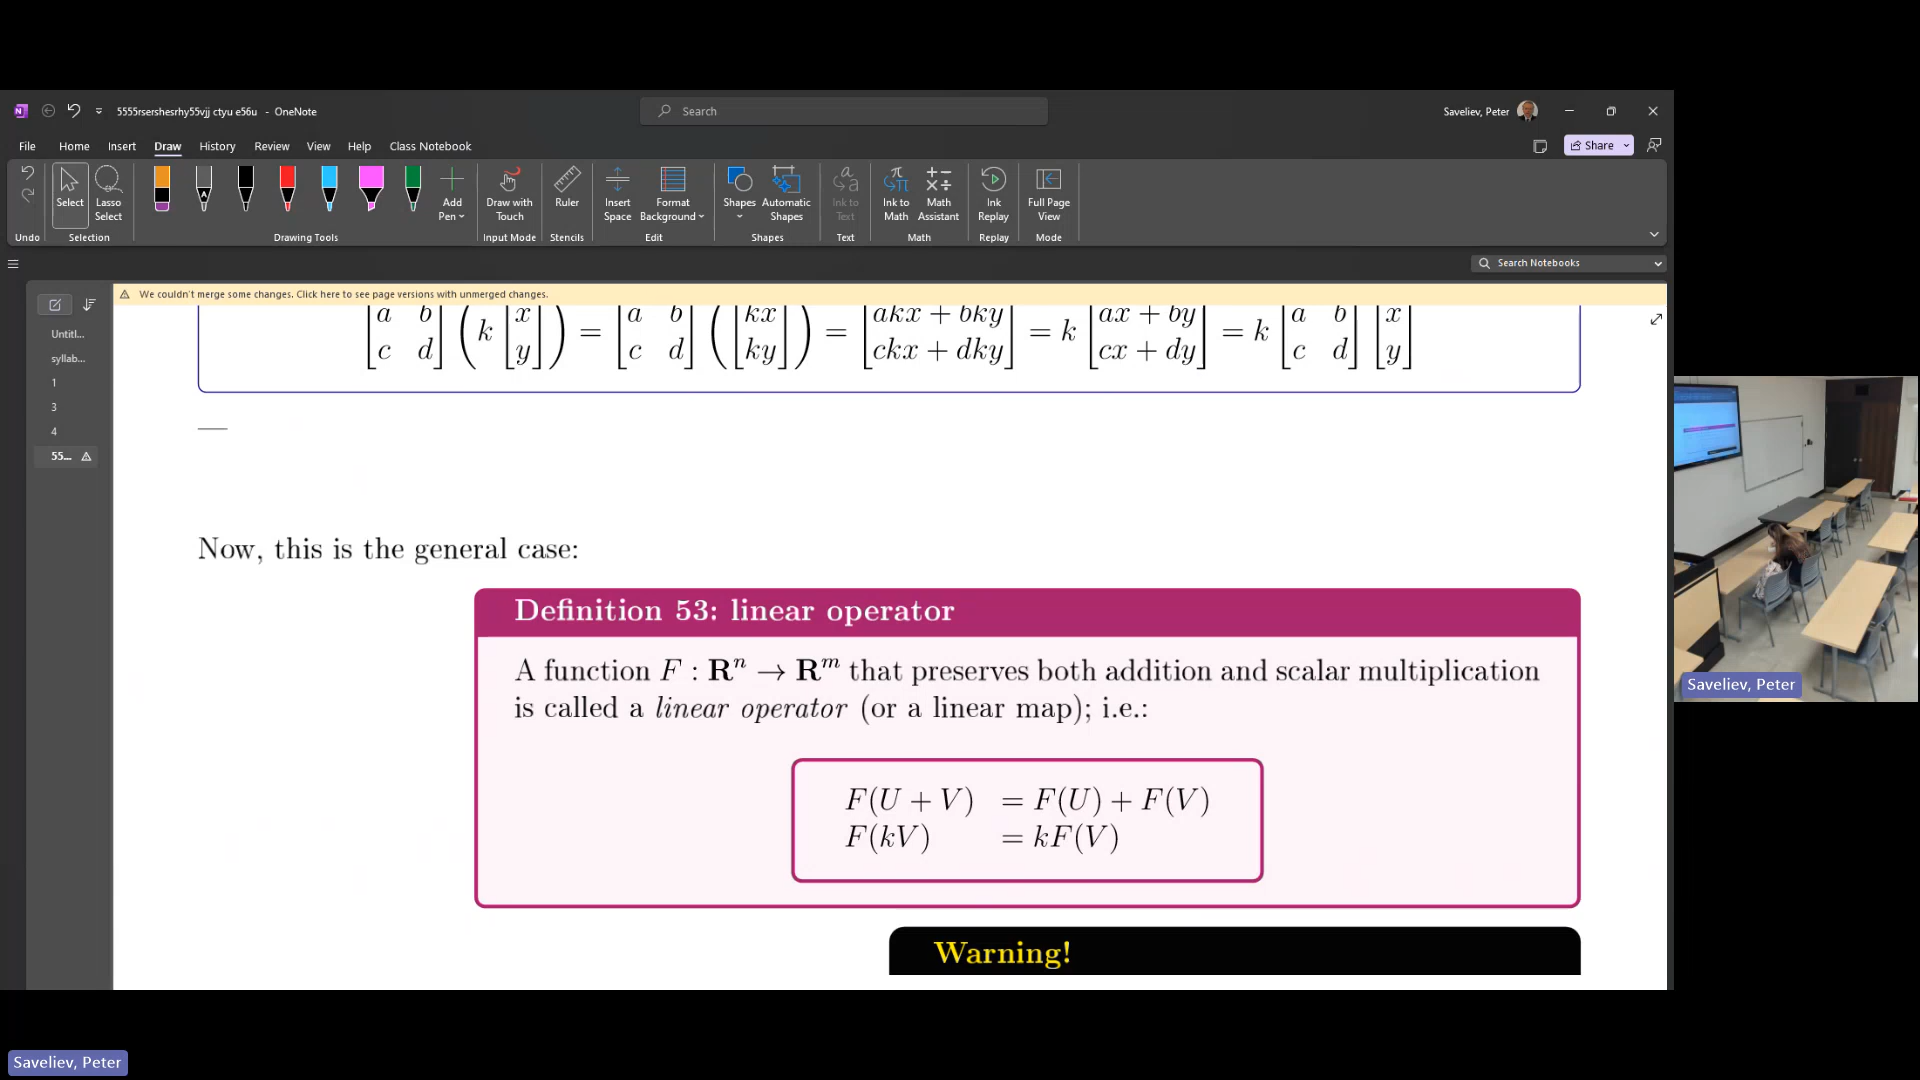 5555rsershesrhy55vjj ctyu e56u - OneNote
Search
Saveliev, Peter
File Home Insert Draw History Review View Help Class Notebook
Share
Select
Lasso Select
Add Pen
Draw with Touch
Ruler
Insert Space
Format Background
Shapes
Automatic Shapes
Ink to Text
Ink to Math
Math Assistant
Ink Replay
Full Page View
Undo Selection Drawing Tools Input Mode Stencils Edit Shapes Text Math Replay Mode
Search Notebooks
We couldn't merge some changes. Click here to see page versions with unmerged changes.
Untitl...
syllab...
1
3
4
55...
[a b; c d] (k [x; y]) = [a b; c d] ([kx; ky]) = [akx + bky; ckx + dky] = k [ax + by; cx + dy] = k [a b; c d] [x; y]
Now, this is the general case:
Definition 53: linear operator
A function F : Rⁿ → Rᵐ that preserves both addition and scalar multiplication
is called a linear operator (or a linear map); i.e.:
F(U + V) = F(U) + F(V)
F(kV) = kF(V)
Warning!
Saveliev, Peter
Saveliev, Peter